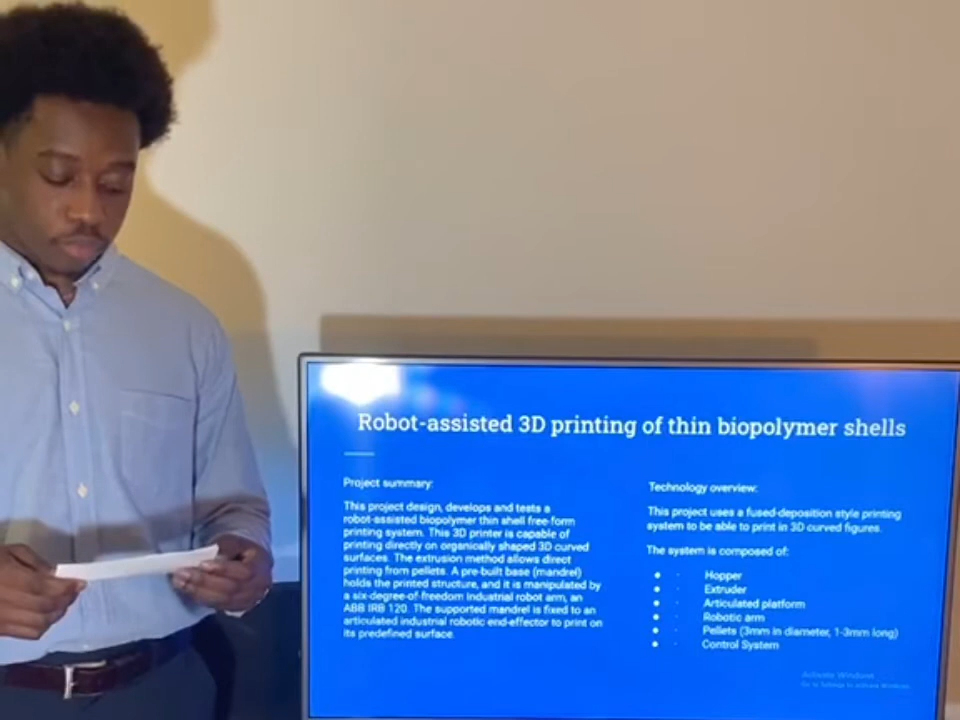 Robot-assisted 3D printing of thin biopolymer shells
Project summary:
This project design, develops and tests a
robot-assisted biopolymer thin shell free-form
printing system. This 3D printer is capable of
printing directly on organically shaped 3D curved
surfaces. The extrusion method allows direct
printing from pellets. A pre-built base (mandrel)
holds the printed structure, and it is manipulated by
a six-degree-of-freedom industrial robot arm, an
ABB IRB 120. The supported mandrel is fixed to an
articulated industrial robotic end-effector to print on
its predefined surface.
Technology overview:
This project uses a fused-deposition style printing
system to be able to print in 3D curved figures.
The system is composed of:
● · Hopper
● · Extruder
● · Articulated platform
● · Robotic arm
● · Pellets (3mm in diameter, 1-3mm long)
● · Control System
Activate Windows
Go to Settings to activate Windows.